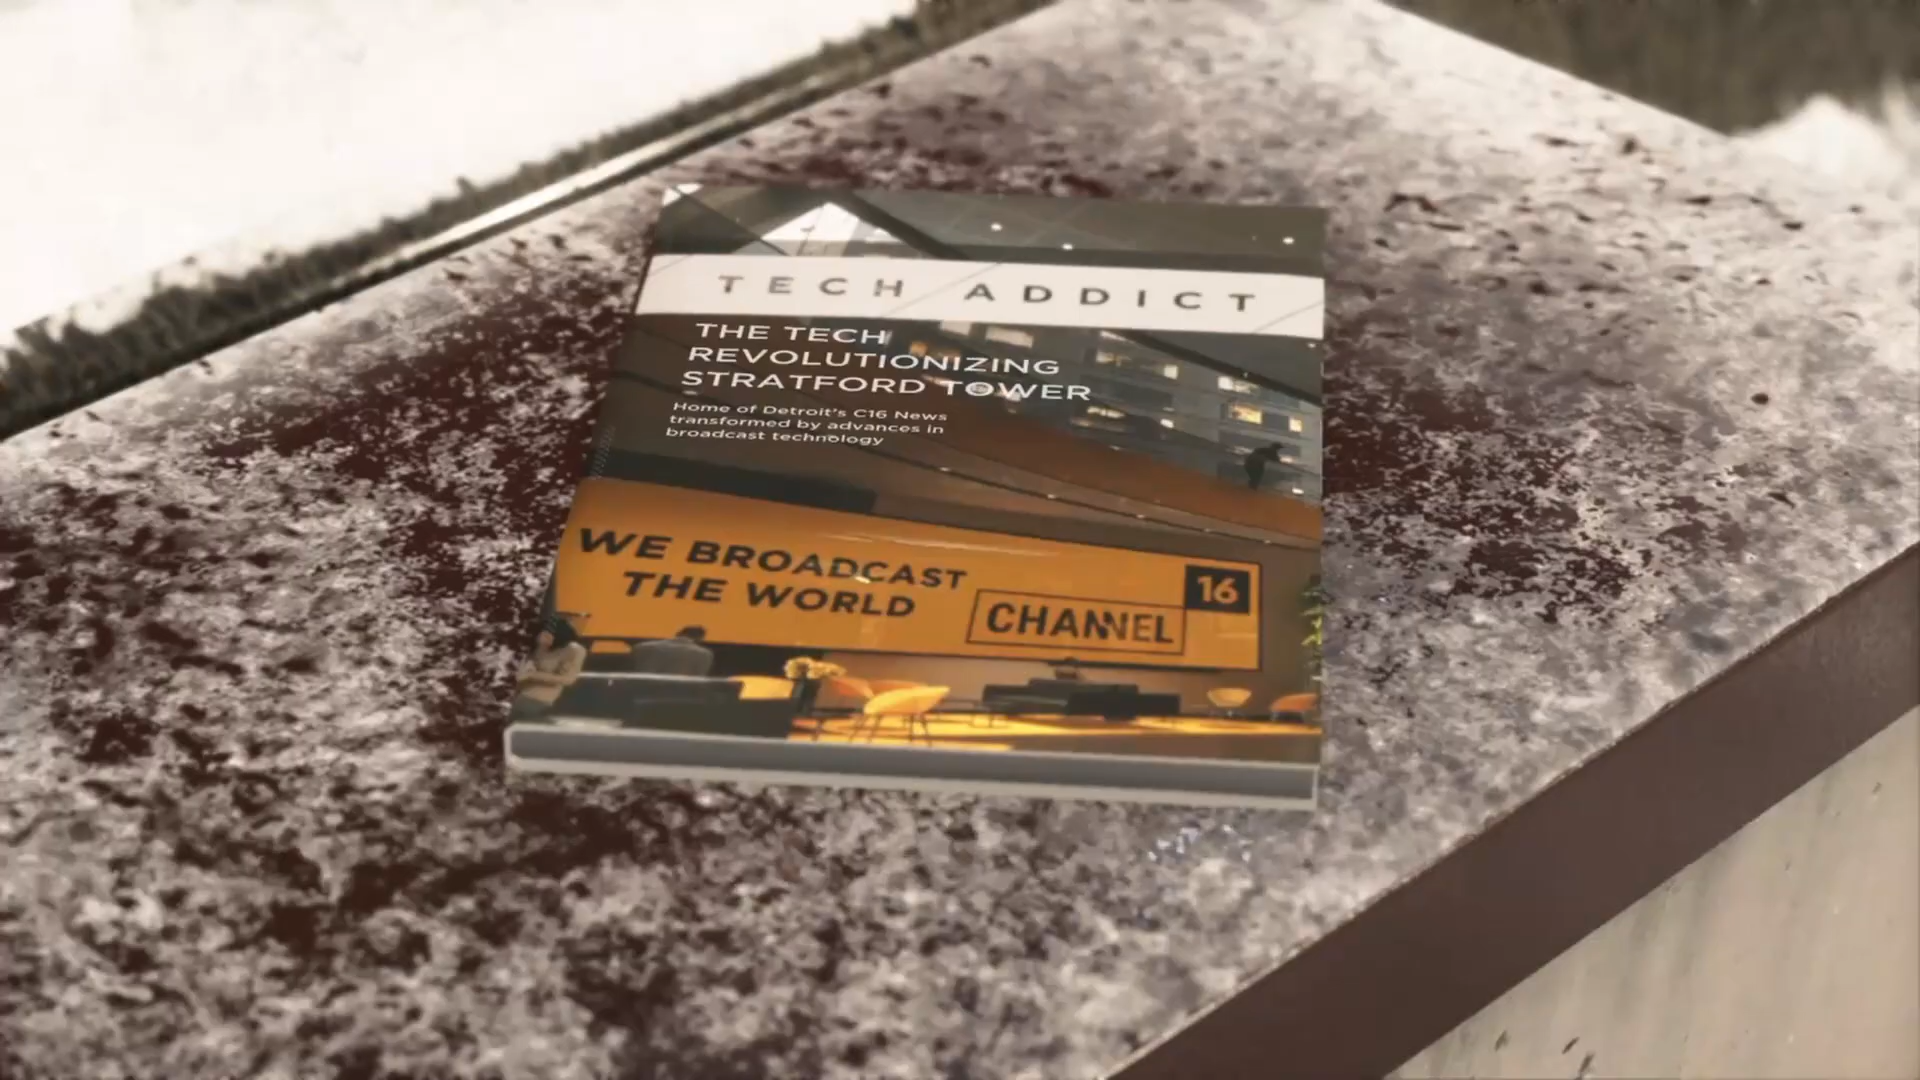 TECH ADDICT
THE TECH
REVOLUTIONIZING
STRATFORD TOWER
Home of Detroit's C16 News
transformed by advances in
broadcast technology
WE BROADCAST
THE WORLD
CHANNEL
16